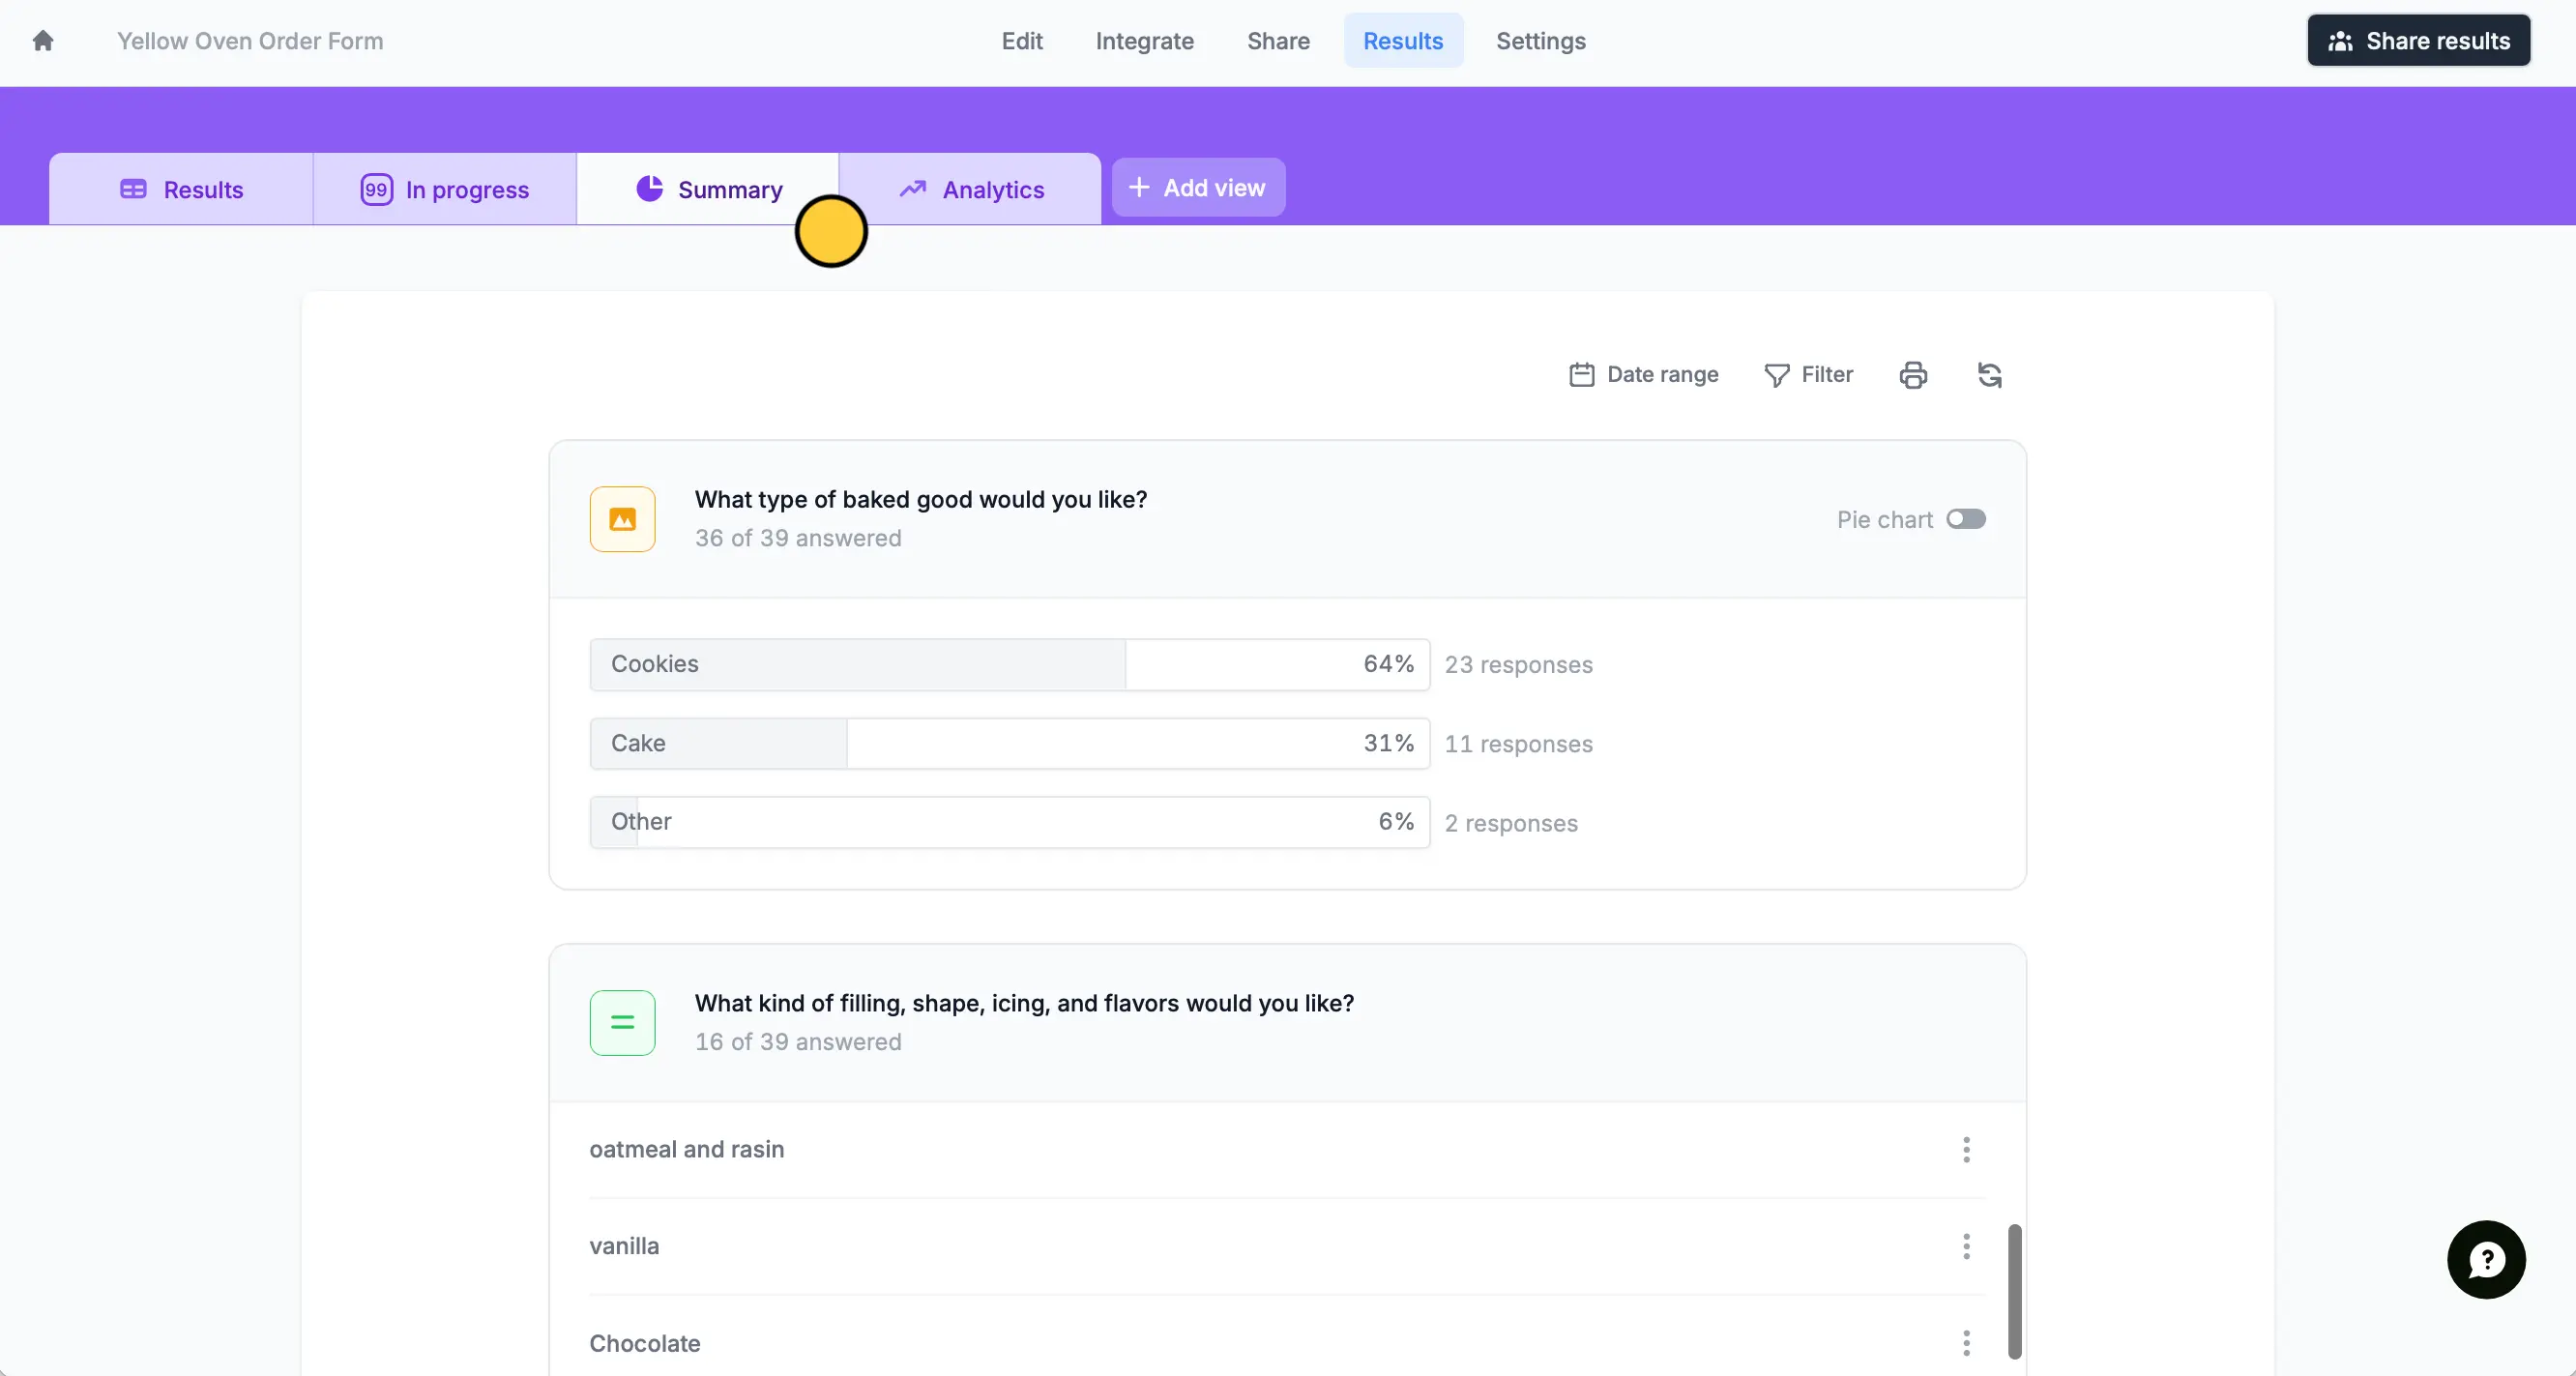 Yellow Oven Order Form
Edit
Integrate
Share
Results
Settings
Share results
Results
99
In progress
Summary
Analytics
Add view
Date range
Filter
What type of baked good would you like?
36 of 39 answered
Pie chart
Cookies 64% 23 responses
Cake 31% 11 responses
Other 6% 2 responses
What kind of filling, shape, icing, and flavors would you like?
16 of 39 answered
oatmeal and rasin
vanilla
Chocolate
?